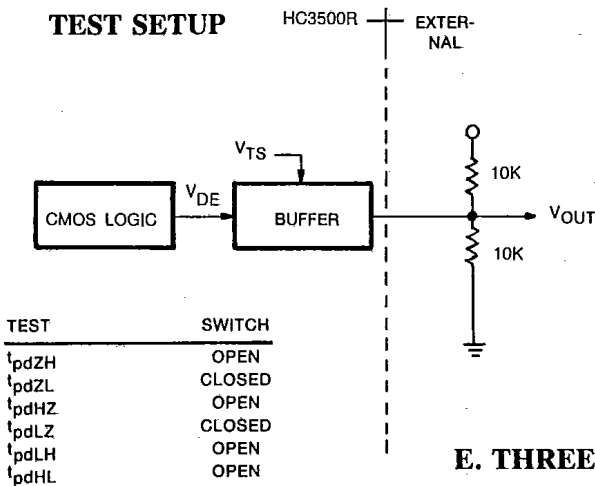 TEST SETUP
HC3500R
EXTER-
NAL
V_TS
10K
CMOS LOGIC
V_DE
BUFFER
V_OUT
10K
TEST SWITCH
t_pdZH OPEN
t_pdZL CLOSED
t_pdHZ OPEN
t_pdLZ CLOSED
t_pdLH OPEN
t_pdHL OPEN
E. THREE